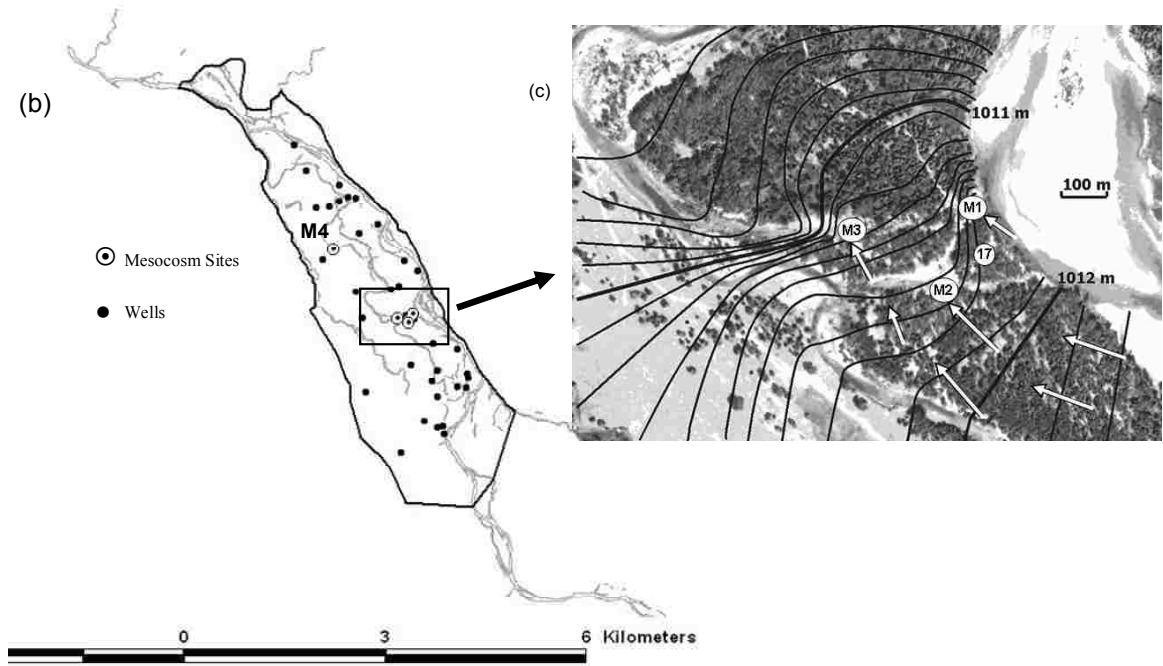 (b)
M4
Mesocosm Sites
Wells
0 3 6 Kilometers
(c)
1011 m
100 m
M1
M3
17
1012 m
M2